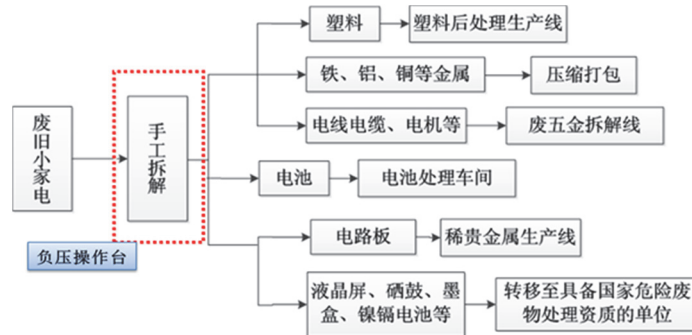 废旧小家电
手工拆解
负压操作台
塑料
塑料后处理生产线
铁、铝、铜等金属
压缩打包
电线电缆、电机等
废五金拆解线
电池
电池处理车间
电路板
稀贵金属生产线
液晶屏、硒鼓、墨
盒、镍镉电池等
转移至具备国家危险废
物处理资质的单位